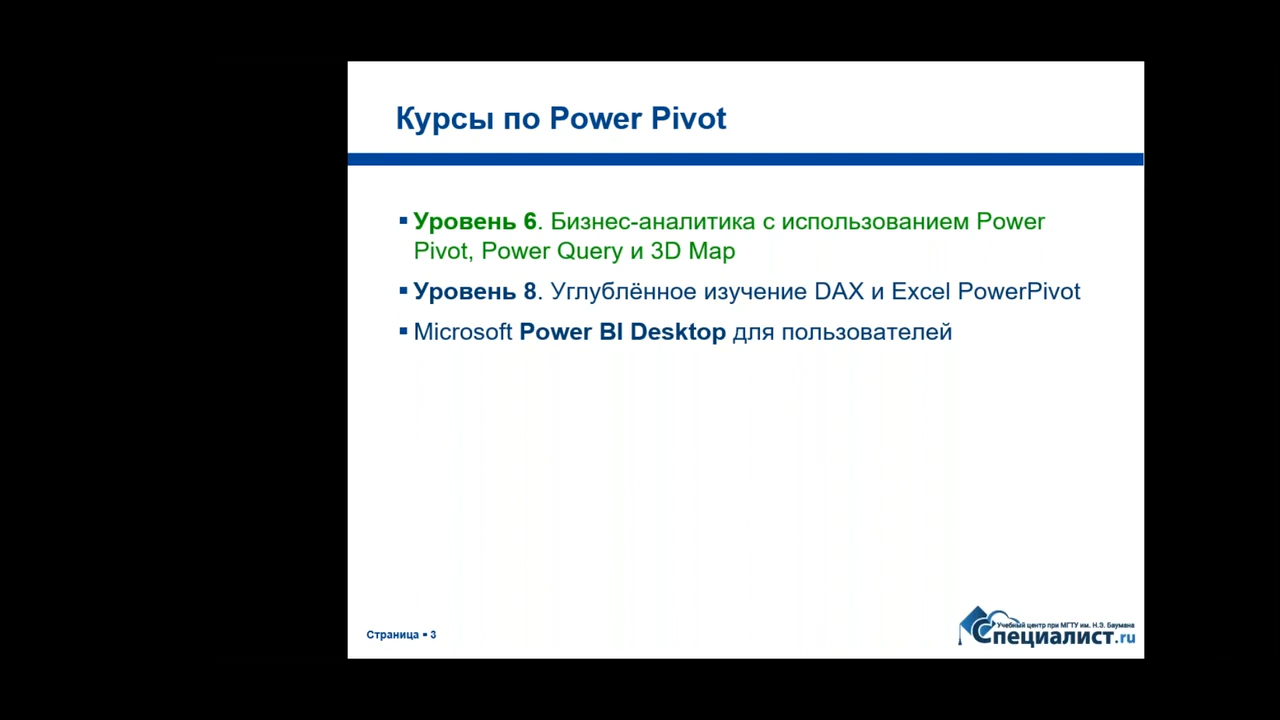 Курсы по Power Pivot
▪ Уровень 6. Бизнес-аналитика с использованием Power
Pivot, Power Query и 3D Map
▪ Уровень 8. Углублённое изучение DAX и Excel PowerPivot
▪ Microsoft Power BI Desktop для пользователей
Страница ▪ 3
Учебный центр при МГТУ им. Н.Э. Баумана
Специалист.ru